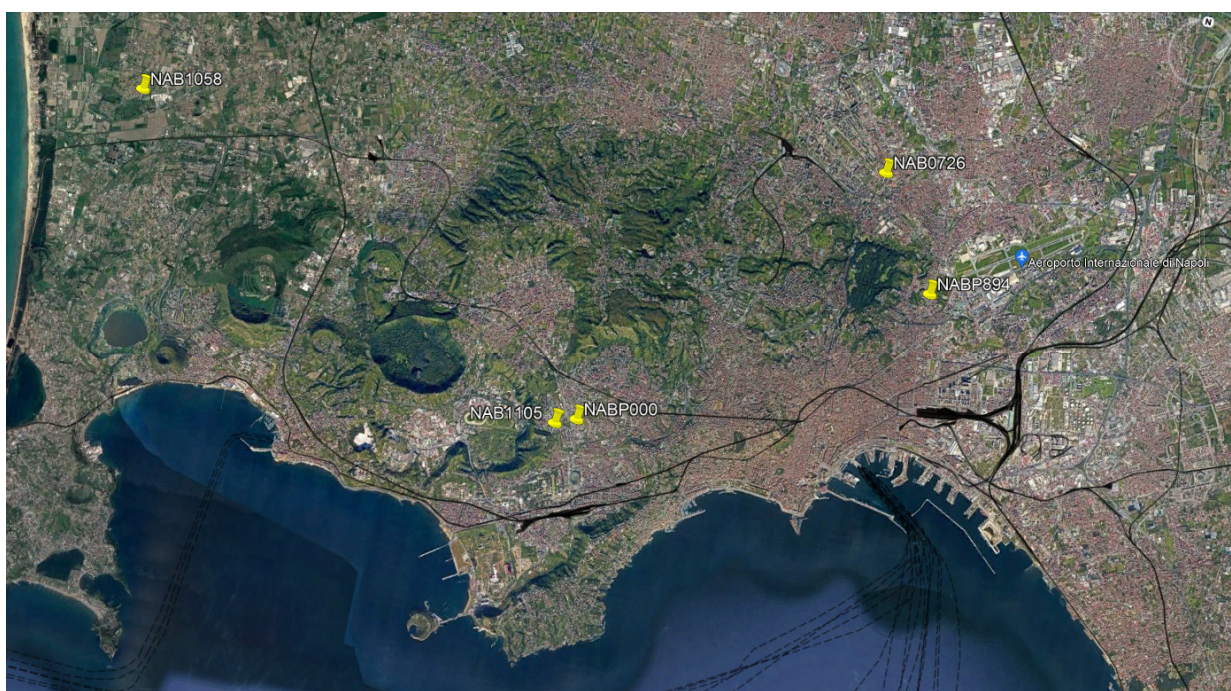 N
NAB1058
NAB0726
Aeroporto Internazionale di Napoli
NABP894
NAB1105
NABP000